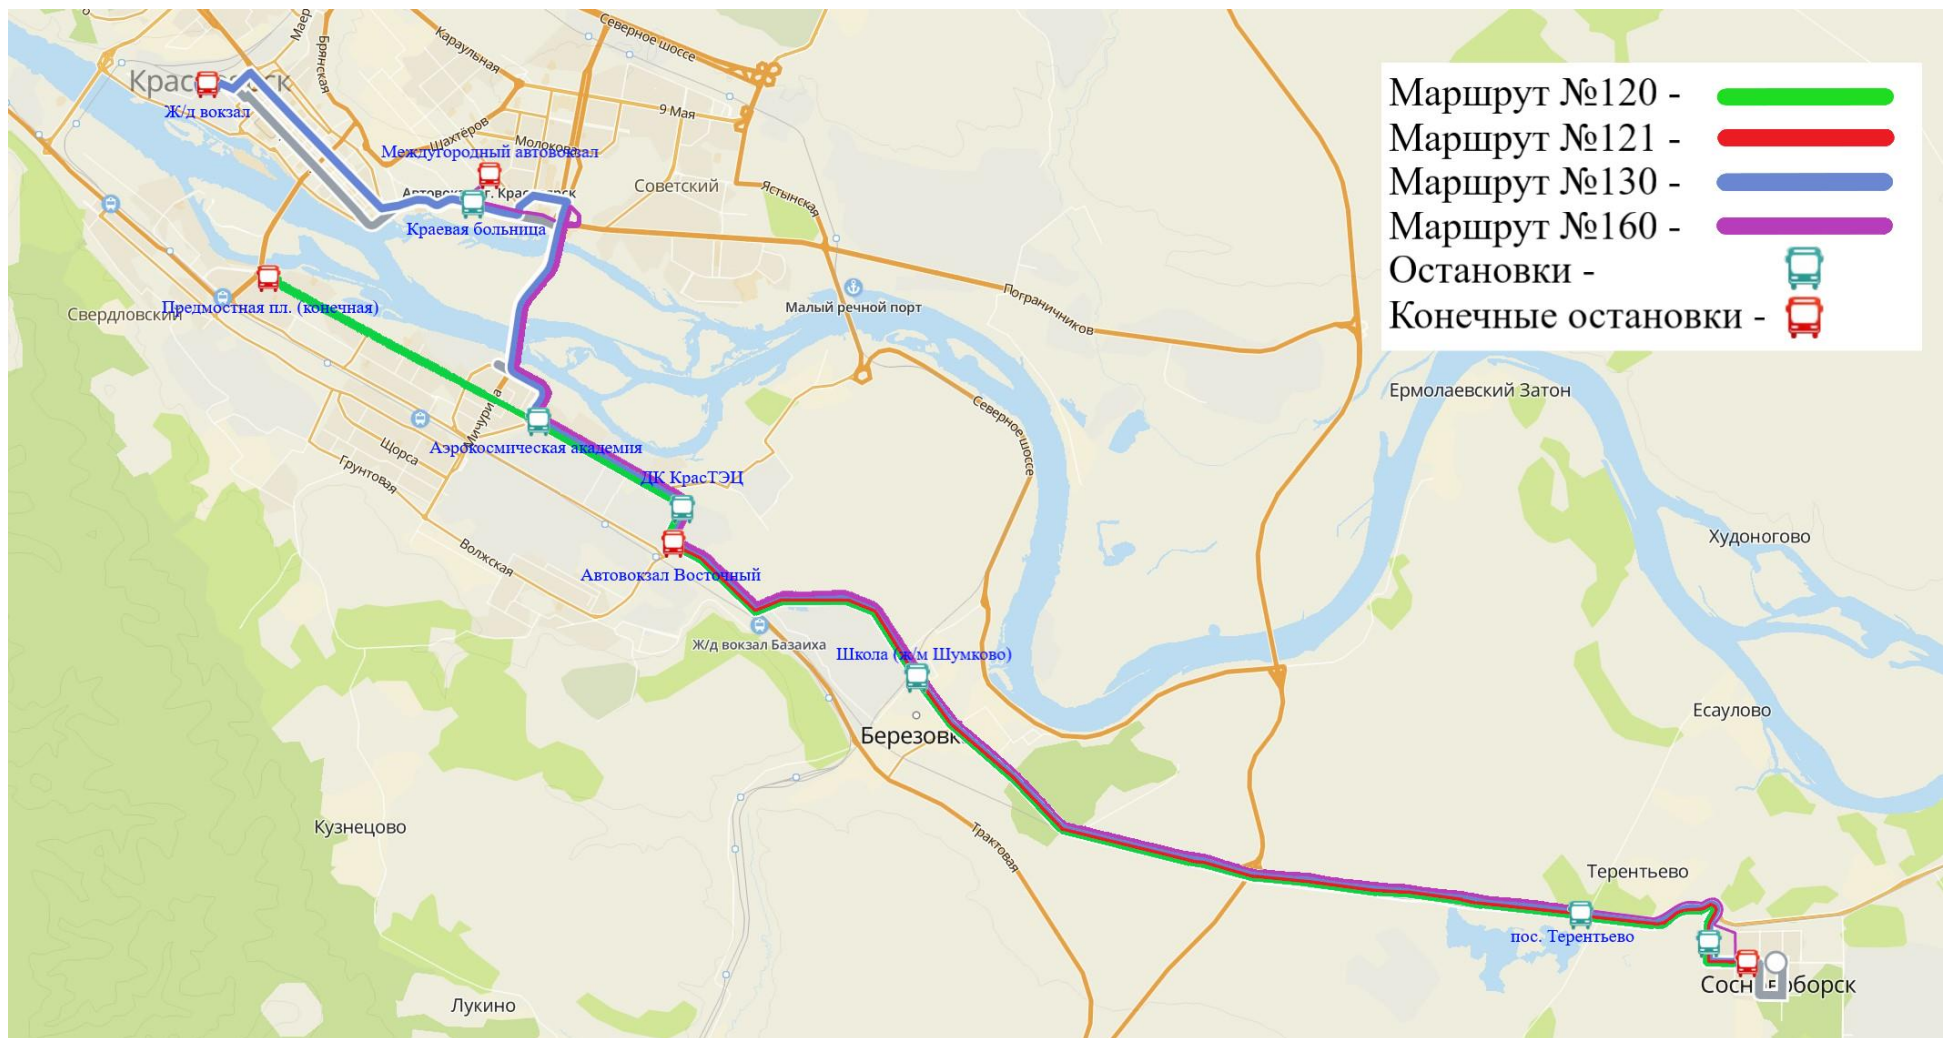 Маер
Брянская
Караульная
Северное шоссе
Ж/д вокзал
9 Мая
Шахтёров
Молокова
Междугородный автовокзал
Советский
Ястынская
Краевая больница
Предмостная пл. (конечная)
Свердловский
Малый речной порт
Пограничников
Маршрут №120 -
Маршрут №121 -
Маршрут №130 -
Маршрут №160 -
Остановки -
Конечные остановки -
Ермолаевский Затон
Мичурина
Северное шоссе
Щорса
Грунтовая
Аэрокосмическая академия
ДК КрасТЭЦ
Волжская
Автовокзал Восточный
Худоногово
Ж/д вокзал Базаиха
Школа (ж/м Шумково)
Есаулово
Березовк
Кузнецово
Трактовая
Терентьево
пос. Терентьево
Лукино